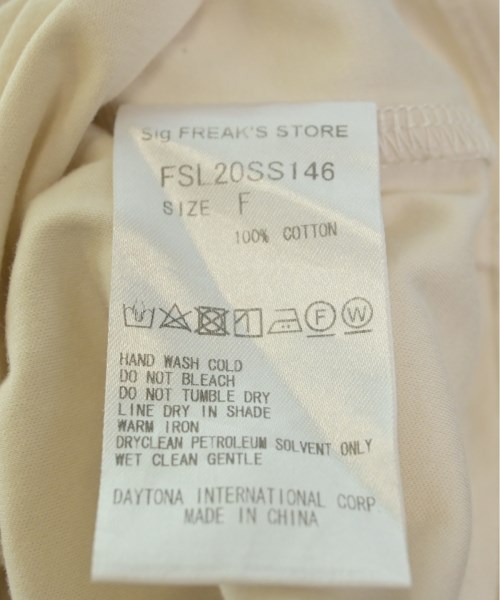 Sig FREAK'S STORE
FSL20SS146
SIZE F
100% COTTON
F W
HAND WASH COLD
DO NOT BLEACH
DO NOT TUMBLE DRY
LINE DRY IN SHADE
WARM IRON
DRYCLEAN PETROLEUM SOLVENT ONLY
WET CLEAN GENTLE
DAYTONA INTERNATIONAL CORP
MADE IN CHINA